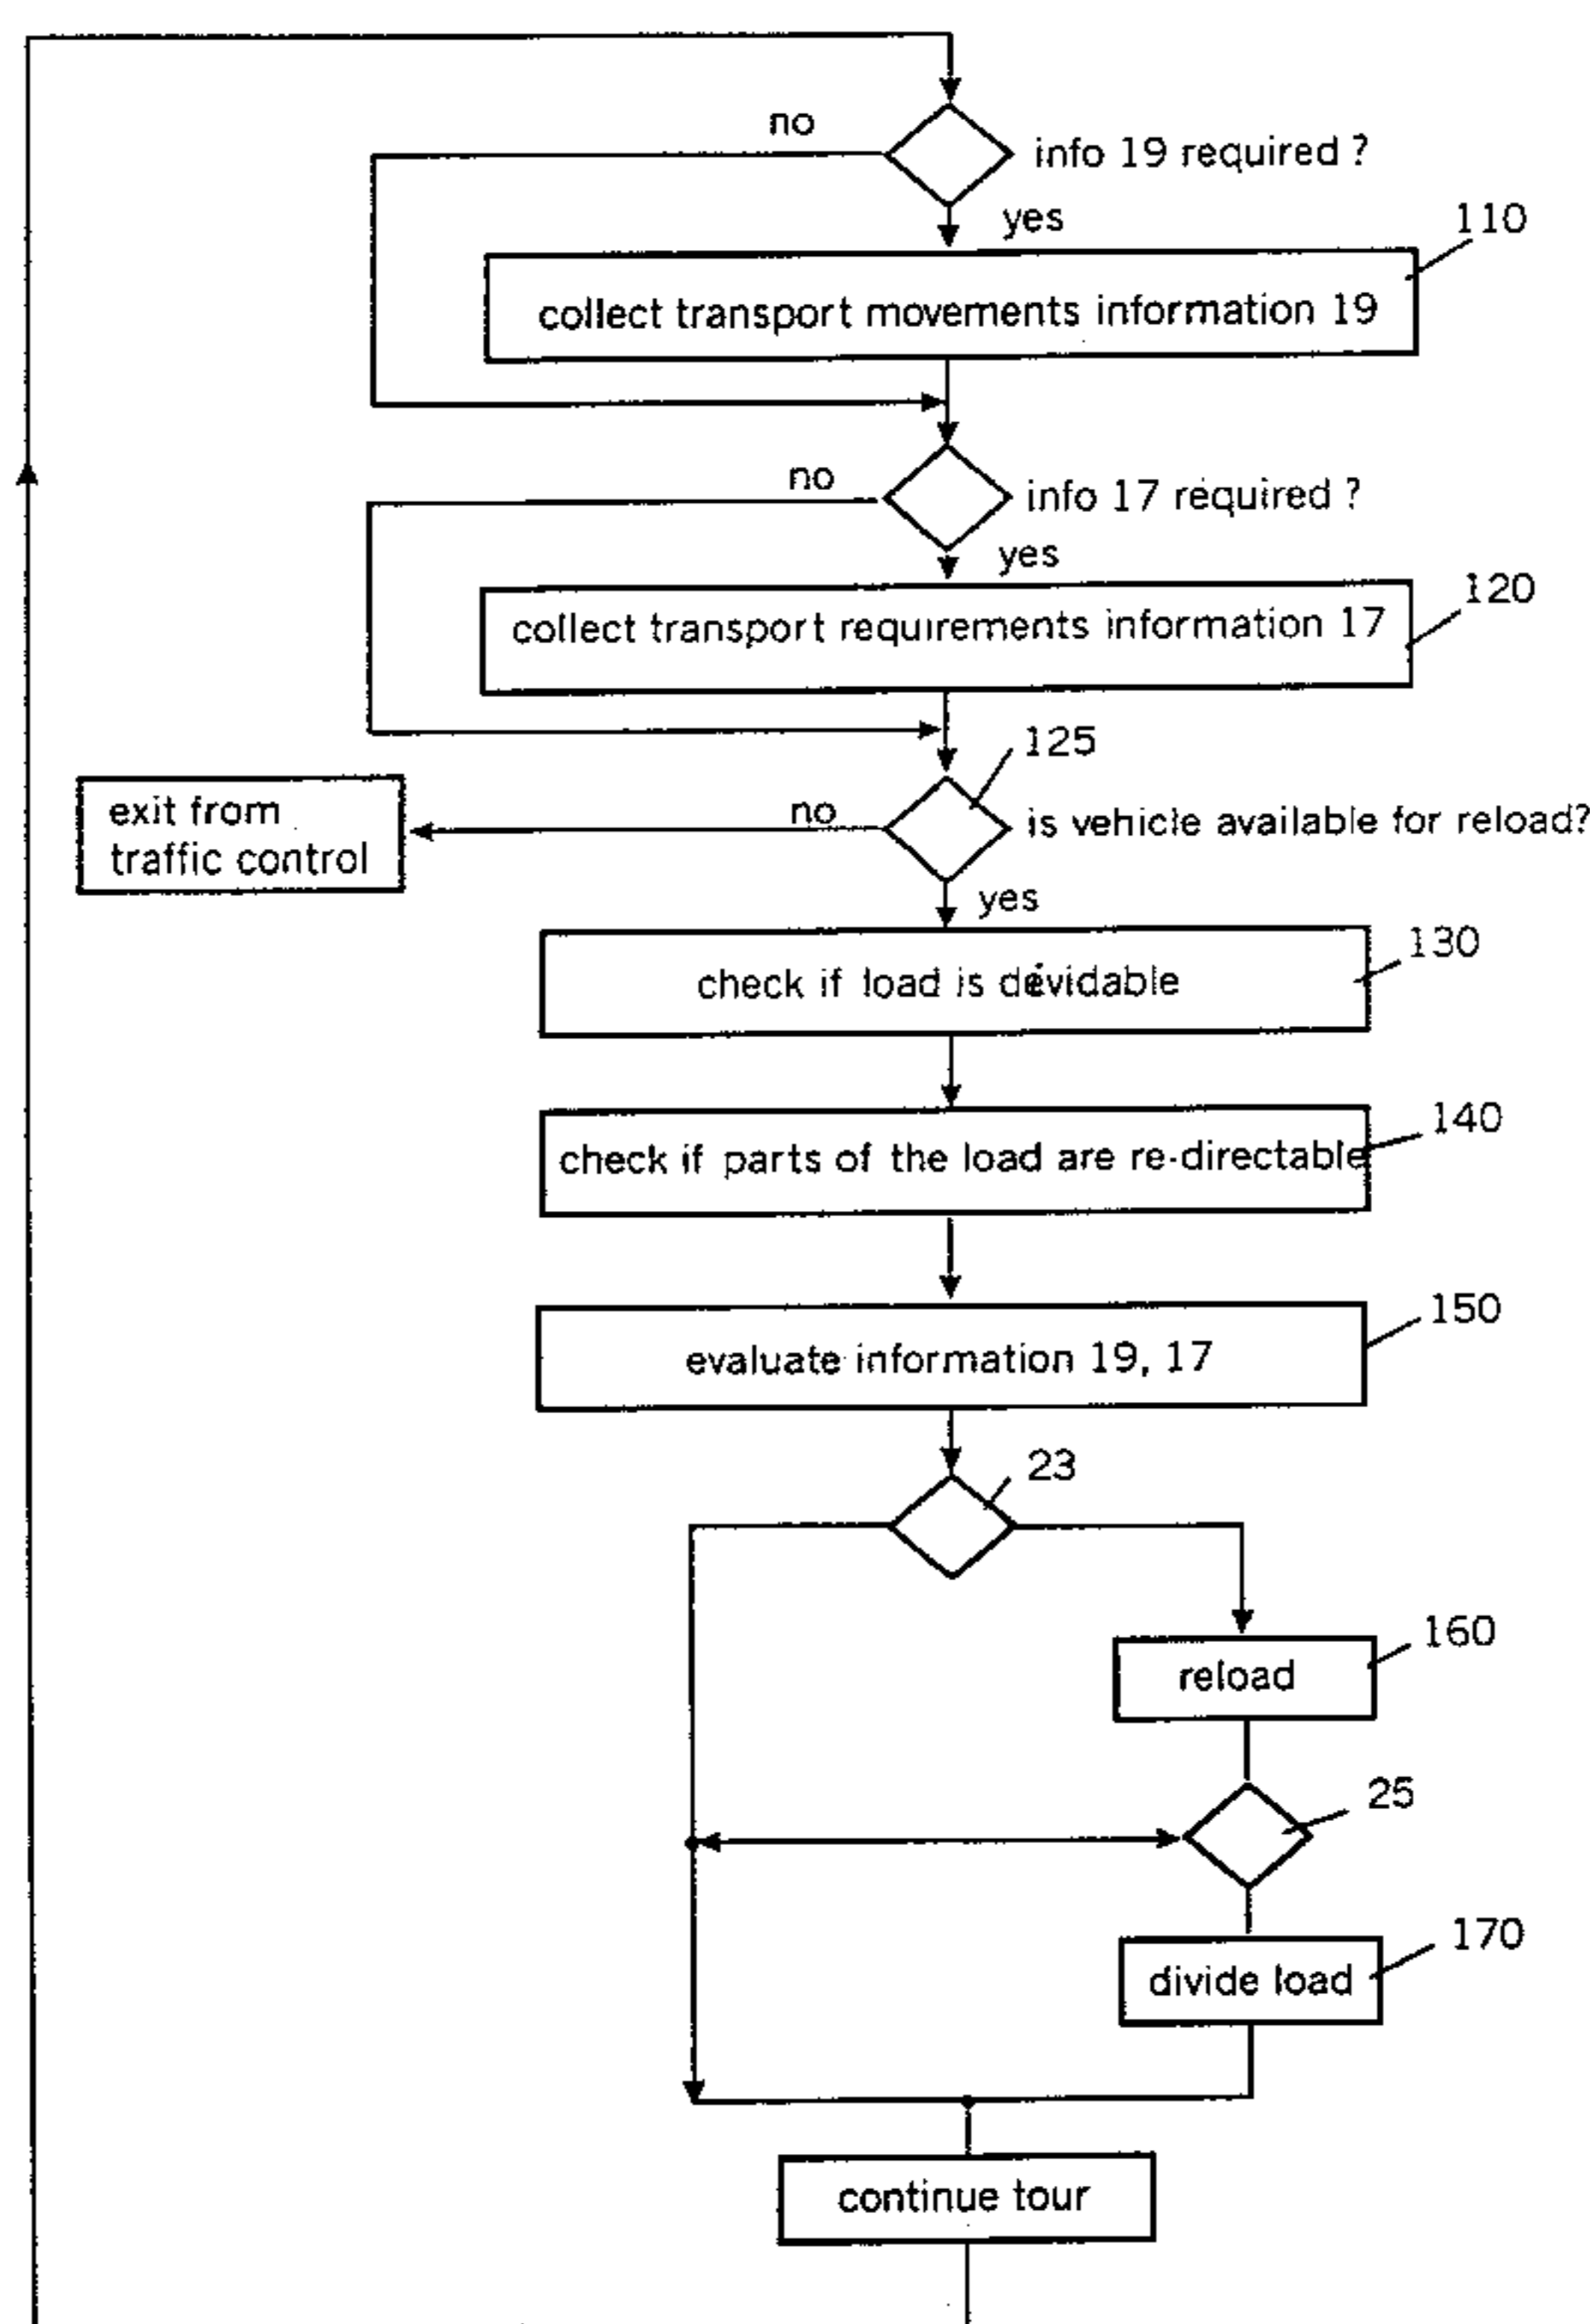 no
info 19 required ?
yes
110
collect transport movements information 19
no
info 17 required ?
yes
120
collect transport requirements information 17
125
exit from
traffic control
no
is vehicle available for reload?
yes
130
check if load is dividable
140
check if parts of the load are re-directable
150
evaluate information 19, 17
23
160
reload
25
170
divide load
continue tour